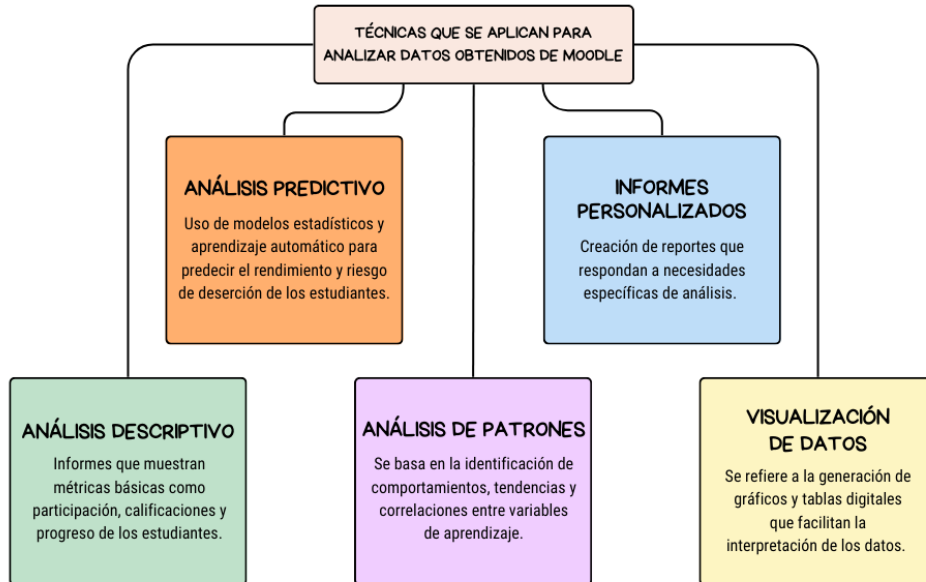 TÉCNICAS QUE SE APLICAN PARA
ANALIZAR DATOS OBTENIDOS DE MOODLE
ANÁLISIS PREDICTIVO
Uso de modelos estadísticos y
aprendizaje automático para
predecir el rendimiento y riesgo
de deserción de los estudiantes.
INFORMES
PERSONALIZADOS
Creación de reportes que
respondan a necesidades
específicas de análisis.
ANÁLISIS DESCRIPTIVO
Informes que muestran
métricas básicas como
participación, calificaciones y
progreso de los estudiantes.
ANÁLISIS DE PATRONES
Se basa en la identificación de
comportamientos, tendencias y
correlaciones entre variables
de aprendizaje.
VISUALIZACIÓN
DE DATOS
Se refiere a la generación de
gráficos y tablas digitales
que facilitan la
interpretación de los datos.